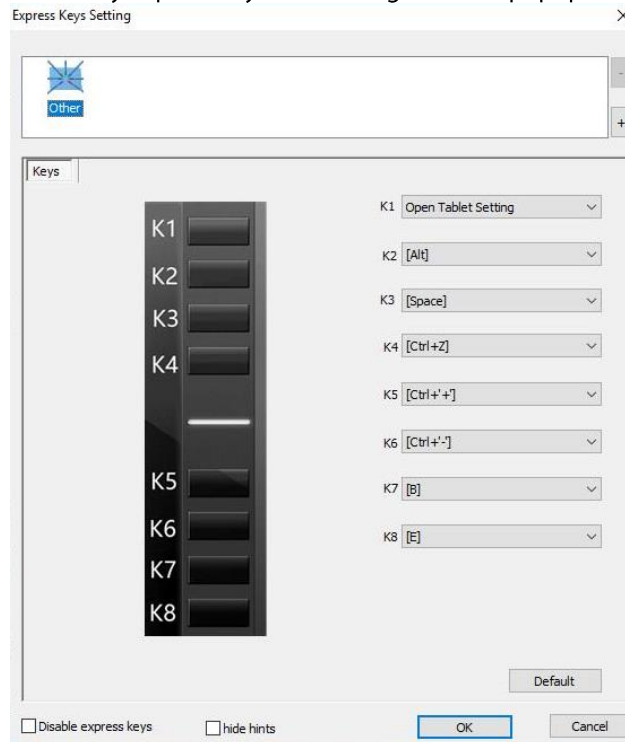 Express Keys Setting
Other
-
+
Keys
K1
K2
K3
K4
K5
K6
K7
K8
K1 Open Tablet Setting
K2 [Alt]
K3 [Space]
K4 [Ctrl+Z]
K5 [Ctrl+'+']
K6 [Ctrl+'-']
K7 [B]
K8 [E]
Default
Disable express keys hide hints OK Cancel